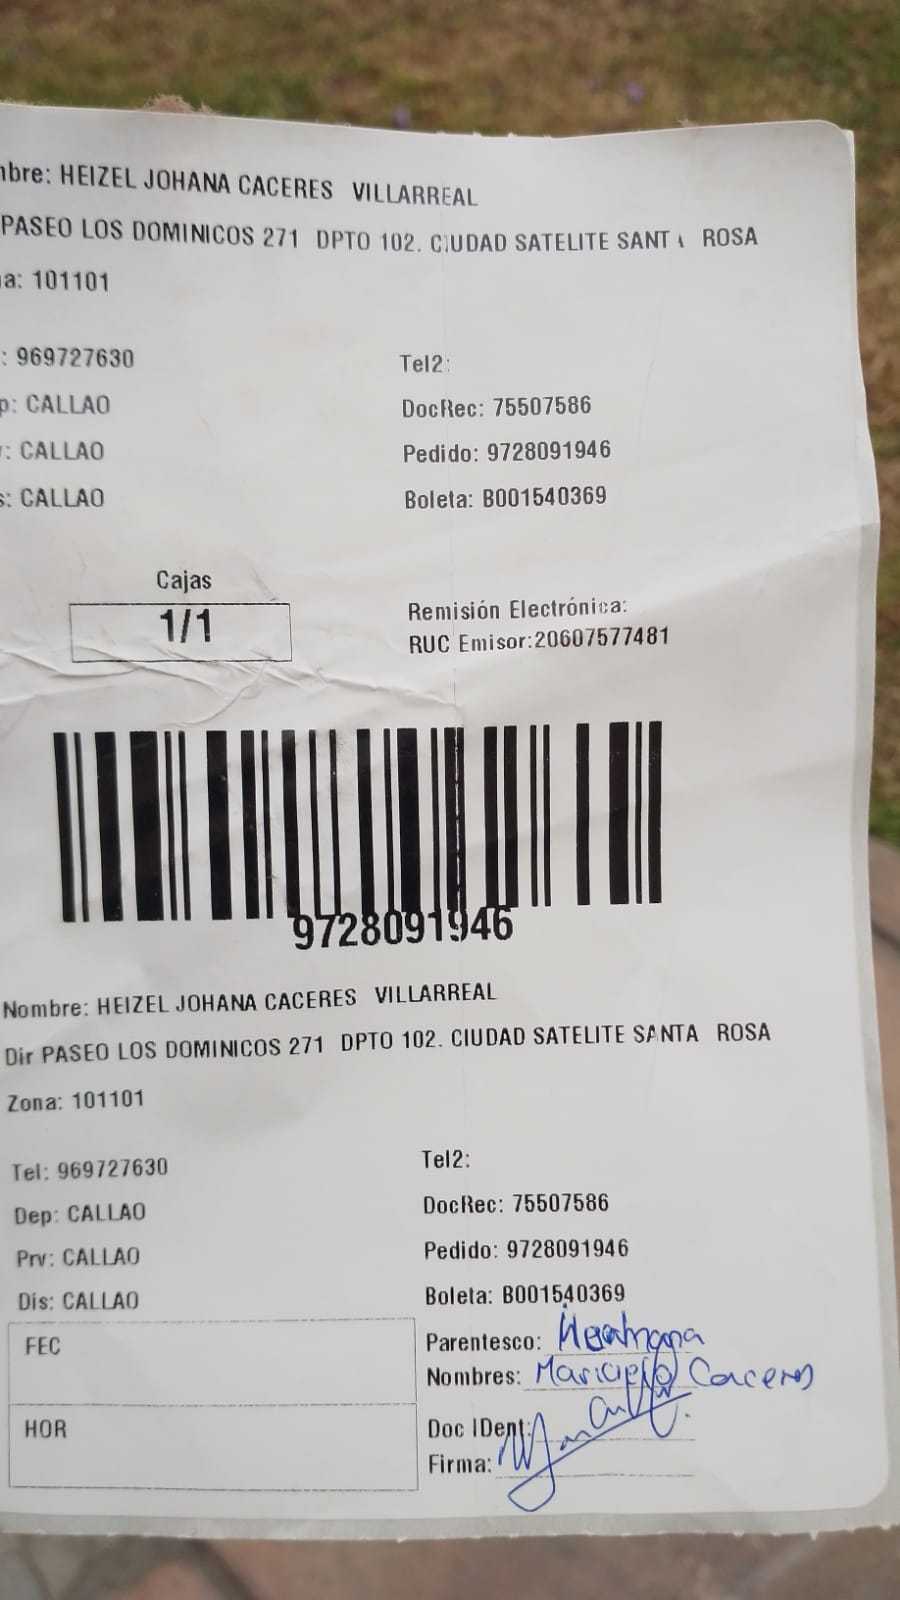 mbre: HEIZEL JOHANA CACERES VILLARREAL
PASEO LOS DOMINICOS 271 DPTO 102. CIUDAD SATELITE SANTA ROSA
a: 101101
: 969727630 Tel2:
p: CALLAO DocRec: 75507586
: CALLAO Pedido: 9728091946
s: CALLAO Boleta: B001540369
Cajas
1/1
Remisión Electrónica:
RUC Emisor:20607577481
9728091946
Nombre: HEIZEL JOHANA CACERES VILLARREAL
Dir PASEO LOS DOMINICOS 271 DPTO 102. CIUDAD SATELITE SANTA ROSA
Zona: 101101
Tel: 969727630 Tel2:
Dep: CALLAO DocRec: 75507586
Prv: CALLAO Pedido: 9728091946
Dis: CALLAO Boleta: B001540369
FEC
Parentesco: Hermana
Nombres: Maricielo Caceres
HOR
Doc IDent:
Firma: